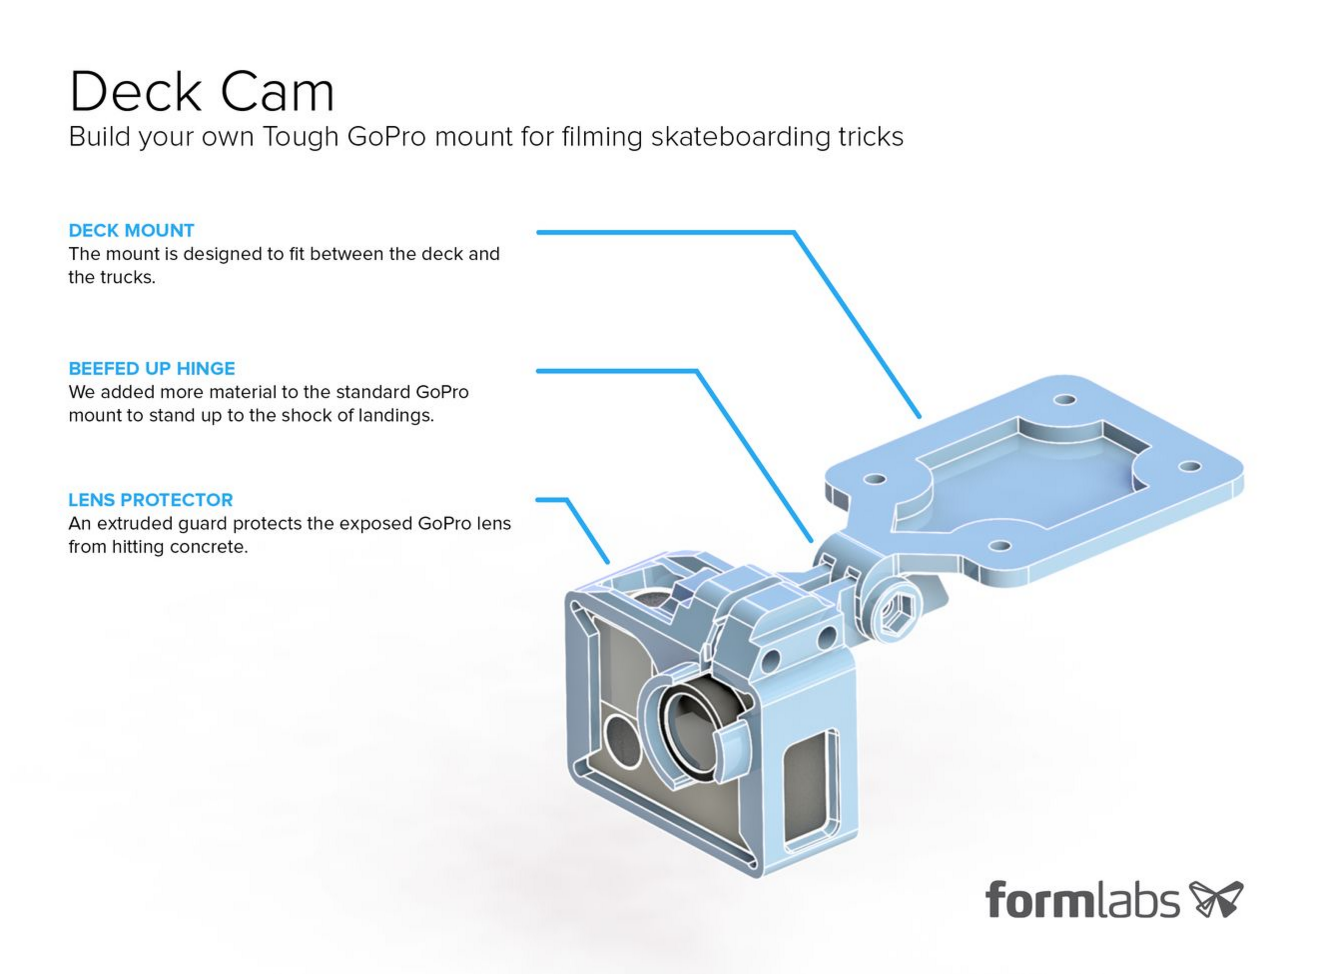 Deck Cam
Build your own Tough GoPro mount for filming skateboarding tricks
DECK MOUNT
The mount is designed to fit between the deck and
the trucks.
BEEFED UP HINGE
We added more material to the standard GoPro
mount to stand up to the shock of landings.
LENS PROTECTOR
An extruded guard protects the exposed GoPro lens
from hitting concrete.
formlabs